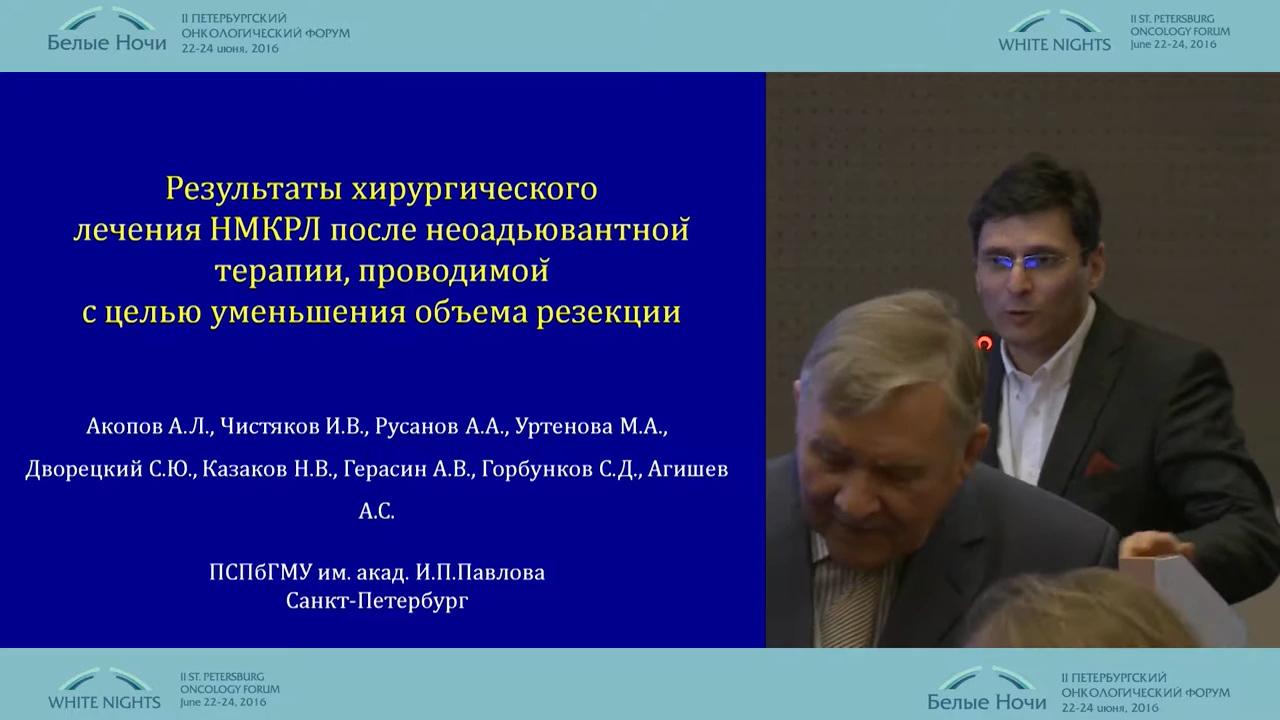 Белые Ночи
II ПЕТЕРБУРГСКИЙ
ОНКОЛОГИЧЕСКИЙ ФОРУМ
22-24 июня, 2016
WHITE NIGHTS
II ST. PETERSBURG
ONCOLOGY FORUM
June 22-24, 2016
Результаты хирургического
лечения НМКРЛ после неоадьювантной
терапии, проводимой
с целью уменьшения объема резекции
Акопов А.Л., Чистяков И.В., Русанов А.А., Уртенова М.А.,
Дворецкий С.Ю., Казаков Н.В., Герасин А.В., Горбунков С.Д., Агишев
А.С.
ПСПбГМУ им. акад. И.П.Павлова
Санкт-Петербург
WHITE NIGHTS
II ST. PETERSBURG
ONCOLOGY FORUM
June 22-24, 2016
Белые Ночи
II ПЕТЕРБУРГСКИЙ
ОНКОЛОГИЧЕСКИЙ ФОРУМ
22-24 июня, 2016